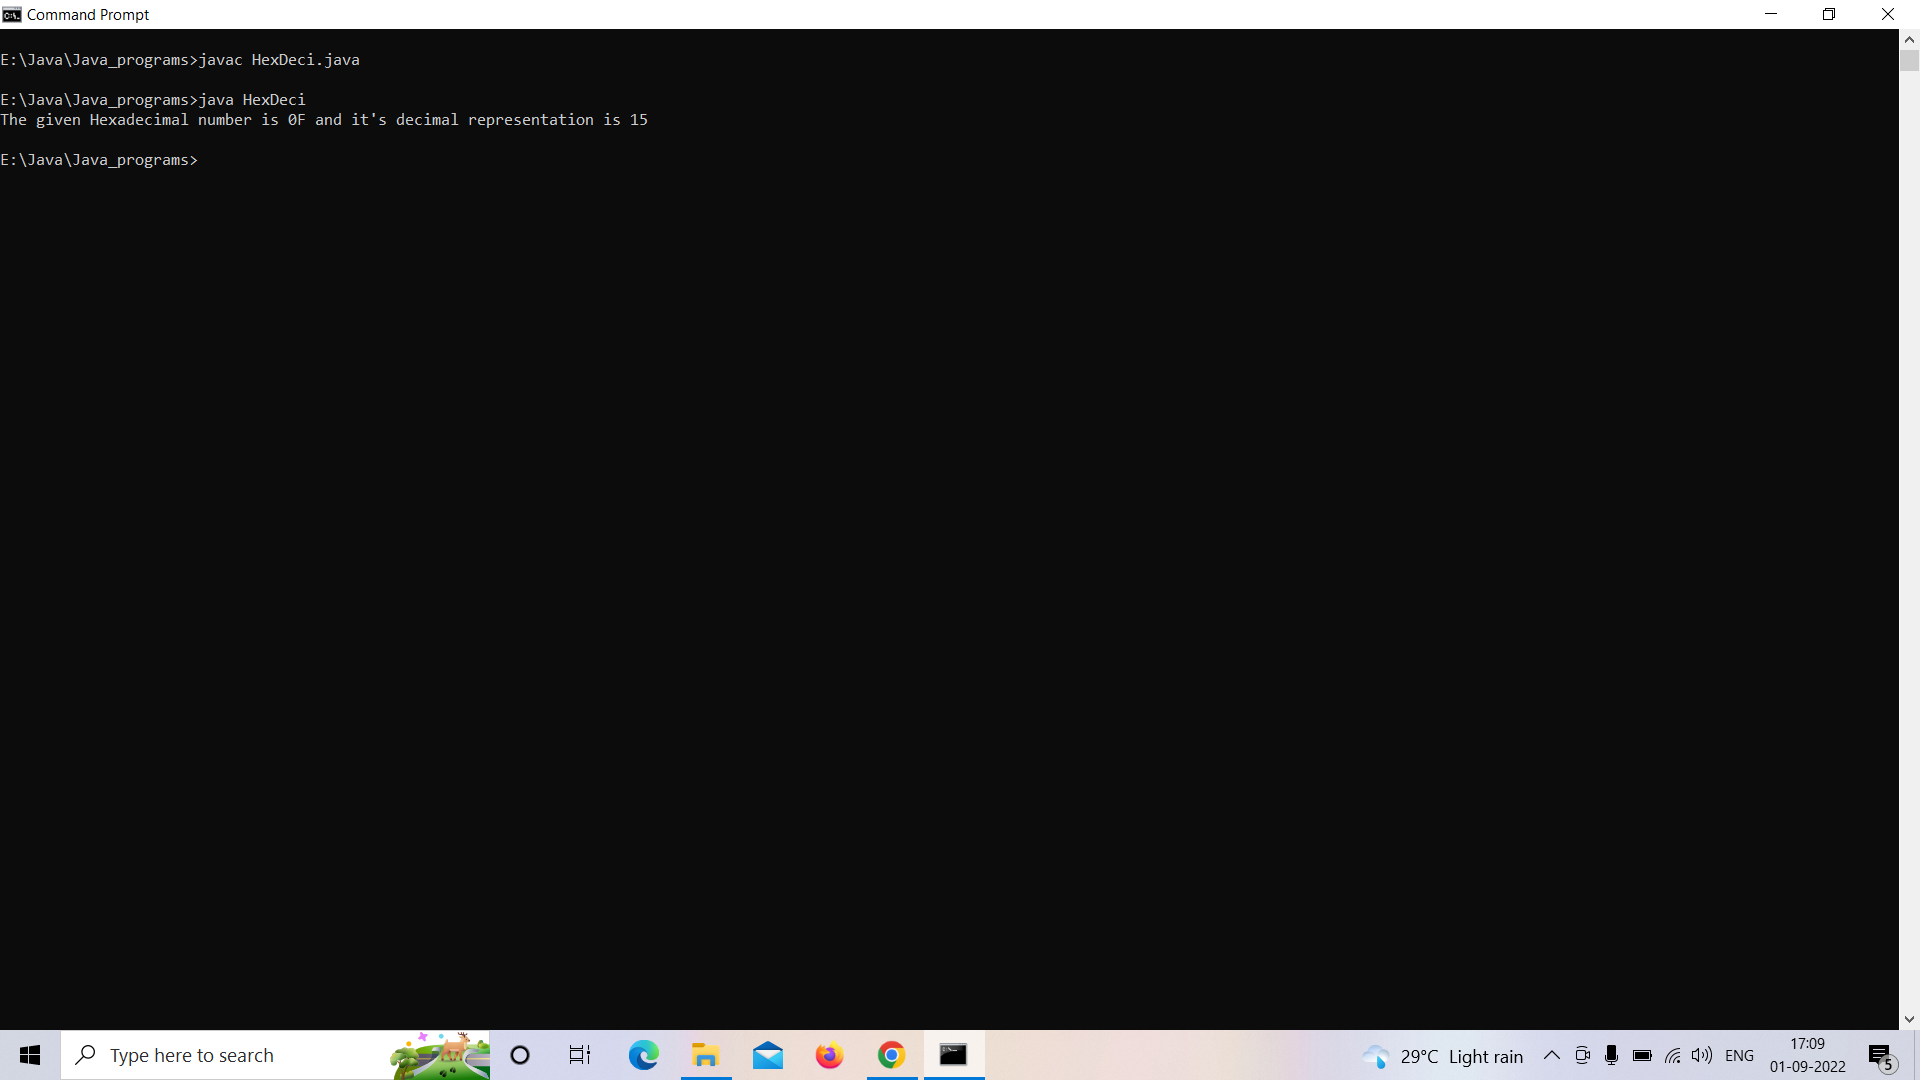 Command Prompt
E:\Java\Java_programs>javac HexDeci.java
E:\Java\Java_programs>java HexDeci
The given Hexadecimal number is 0F and it's decimal representation is 15
E:\Java\Java_programs>
Type here to search
29°C Light rain
ENG
17:09
01-09-2022
5